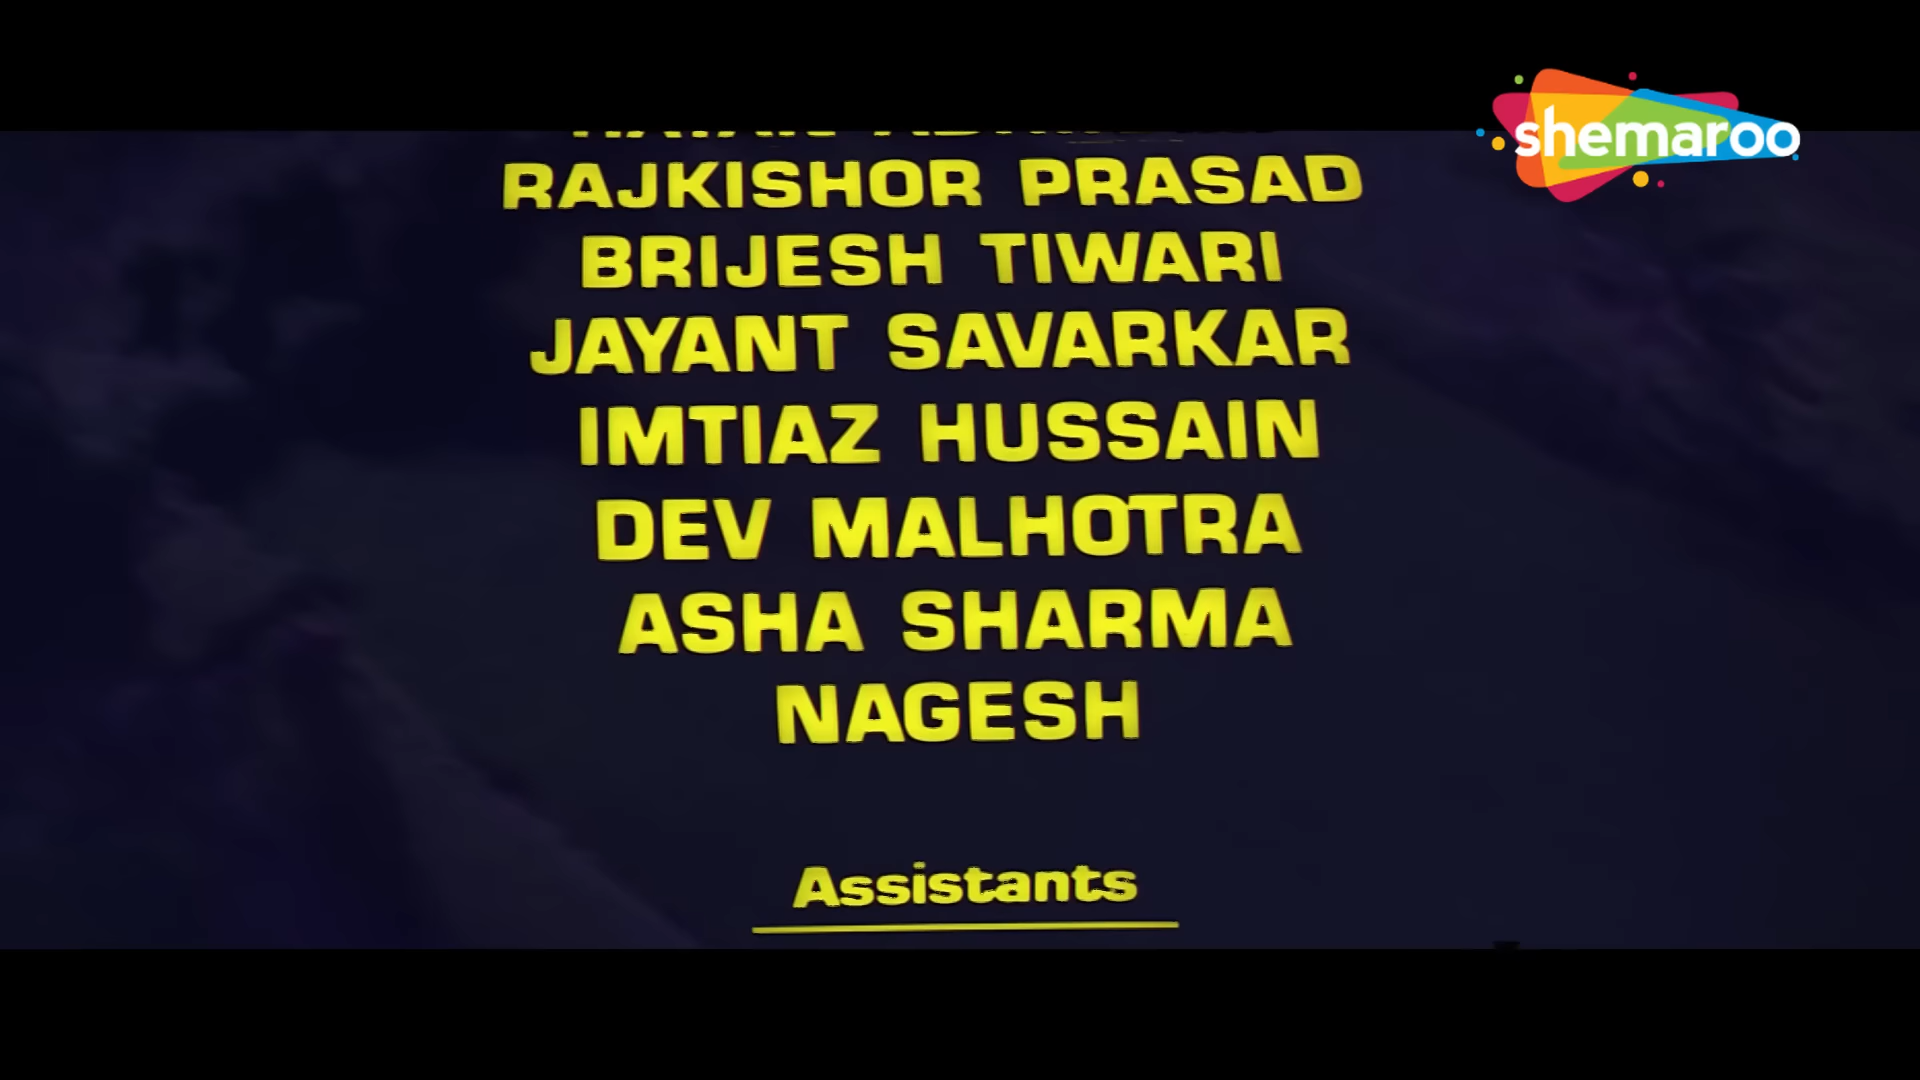 shemaroo
RAJKISHOR PRASAD
BRIJESH TIWARI
JAYANT SAVARKAR
IMTIAZ HUSSAIN
DEV MALHOTRA
ASHA SHARMA
NAGESH
Assistants